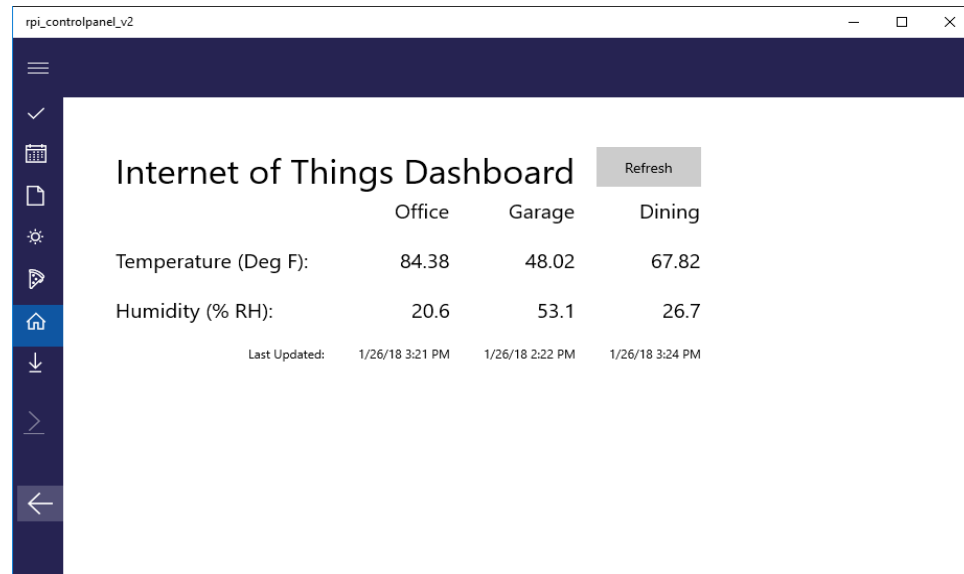 rpi_controlpanel_v2
Internet of Things Dashboard Refresh
Office Garage Dining
Temperature (Deg F): 84.38 48.02 67.82
Humidity (% RH): 20.6 53.1 26.7
Last Updated: 1/26/18 3:21 PM 1/26/18 2:22 PM 1/26/18 3:24 PM